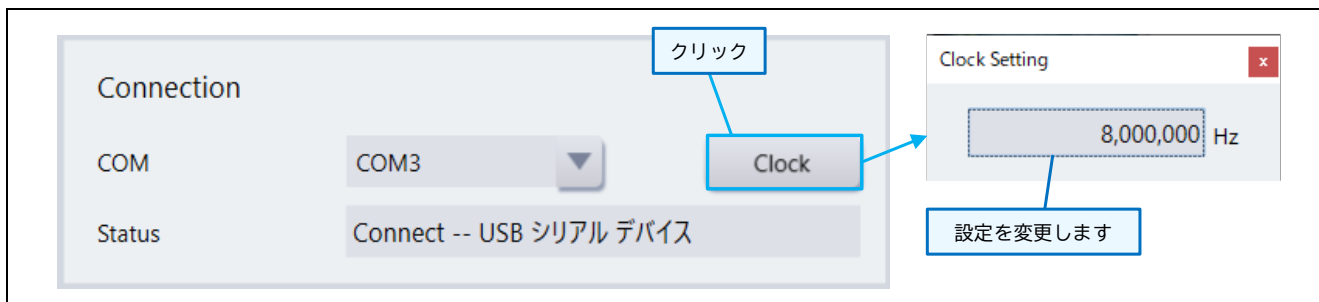 クリック
Connection
COM COM3 Clock
Status Connect -- USB シリアル デバイス
Clock Setting x
8,000,000 Hz
設定を変更します